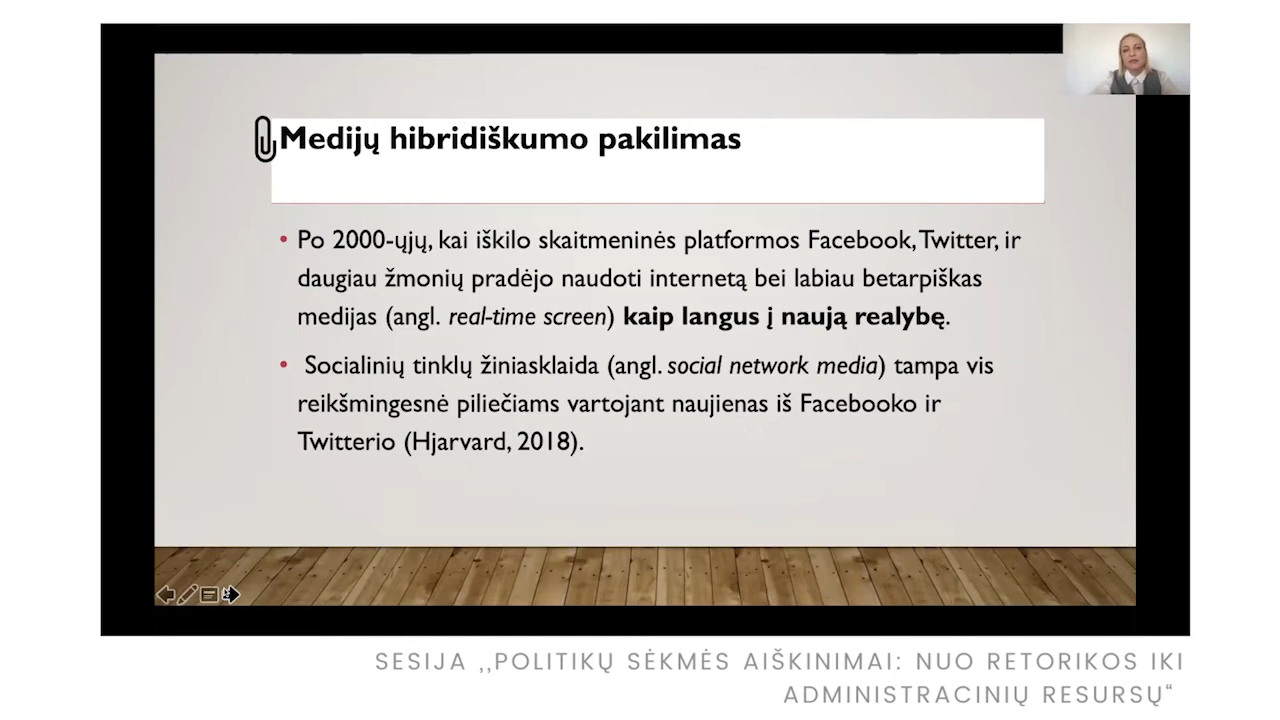 Medijų hibridiškumo pakilimas
• Po 2000-ųjų, kai iškilo skaitmeninės platformos Facebook, Twitter, ir
daugiau žmonių pradėjo naudoti internetą bei labiau betarpiškas
medijas (angl. real-time screen) kaip langus į naują realybę.
• Socialinių tinklų žiniasklaida (angl. social network media) tampa vis
reikšmingesnė piliečiams vartojant naujienas iš Facebooko ir
Twitterio (Hjarvard, 2018).
SESIJA ,,POLITIKŲ SĖKMĖS AIŠKINIMAI: NUO RETORIKOS IKI
ADMINISTRACINIŲ RESURSŲ“